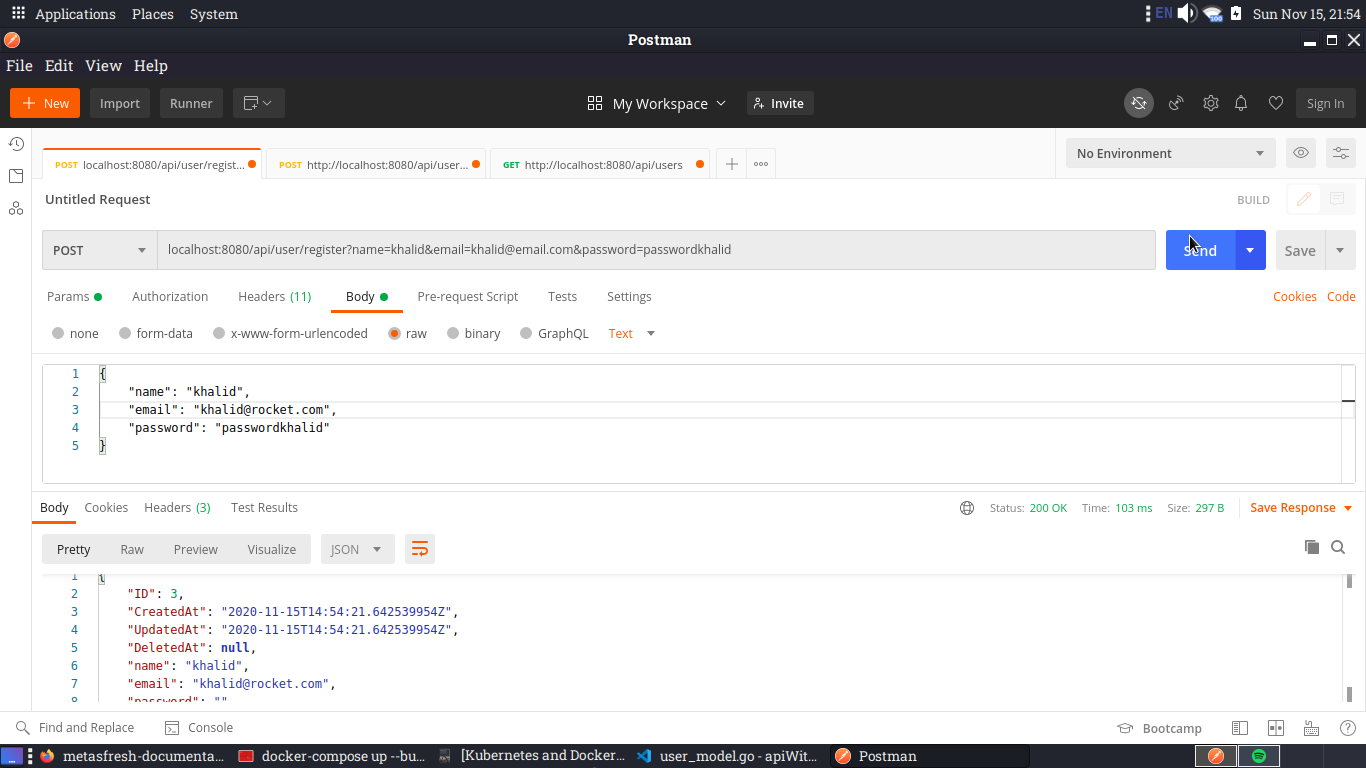 Applications Places System EN 100 Sun Nov 15, 21:54
Postman
File Edit View Help
New Import Runner My Workspace Invite Sign In
POST localhost:8080/api/user/regist... POST http://localhost:8080/api/user... GET http://localhost:8080/api/users No Environment
Untitled Request BUILD
POST localhost:8080/api/user/register?name=khalid&email=khalid@email.com&password=passwordkhalid Send Save
Params Authorization Headers (11) Body Pre-request Script Tests Settings Cookies Code
none form-data x-www-form-urlencoded raw binary GraphQL Text
1 {
2 "name": "khalid",
3 "email": "khalid@rocket.com",
4 "password": "passwordkhalid"
5 }
Body Cookies Headers (3) Test Results Status: 200 OK Time: 103 ms Size: 297 B Save Response
Pretty Raw Preview Visualize JSON
1 {
2 "ID": 3,
3 "CreatedAt": "2020-11-15T14:54:21.642539954Z",
4 "UpdatedAt": "2020-11-15T14:54:21.642539954Z",
5 "DeletedAt": null,
6 "name": "khalid",
7 "email": "khalid@rocket.com",
8 "password": ""
Find and Replace Console Bootcamp
metasfresh-documenta... docker-compose up --bu... [Kubernetes and Docker... user_model.go - apiWit... Postman